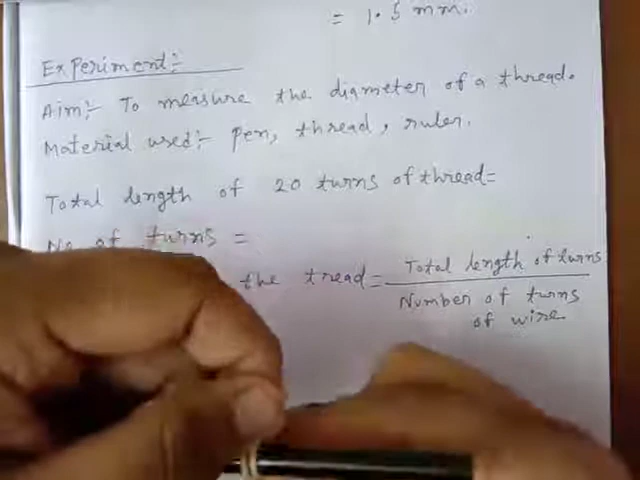 = 1.5 mm.
Experiment:-
Aim:- To measure the diameter of a thread.
Material used:- Pen, thread, ruler.
Total length of 20 turns of thread=
No of turns =
the tread= Total length of turns
Number of turns
of wire